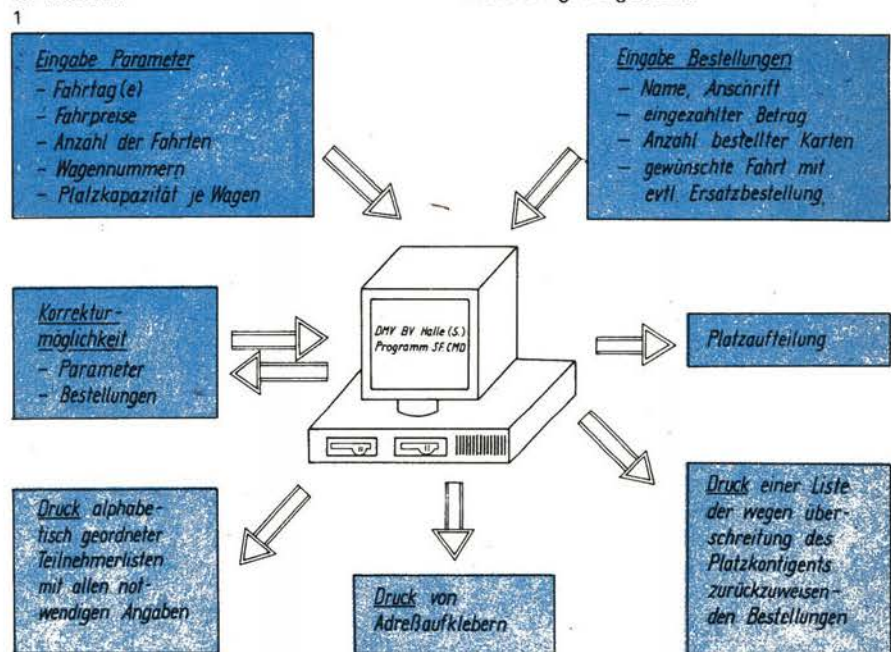 1
Eingabe Parameter
- Fahrtag(e)
- Fahrpreise
- Anzahl der Fahrten
- Wagennummern
- Platzkapazität je Wagen
Eingabe Bestellungen
- Name, Anschrift
- eingezahlter Betrag
- Anzahl bestellter Karten
- gewünschte Fahrt mit
evtl. Ersatzbestellung
Korrektur-
möglichkeit
- Parameter
- Bestellungen
DMV BV Halle (S.)
Programm SF.CMD
Platzaufteilung
Druck alphabe-
tisch geordneter
Teilnehmerlisten
mit allen not-
wendigen Angaben
Druck von
Adreßaufklebern
Druck einer Liste
der wegen über-
schreitung des
Platzkontigents
zurückzuweisen-
den Bestellungen